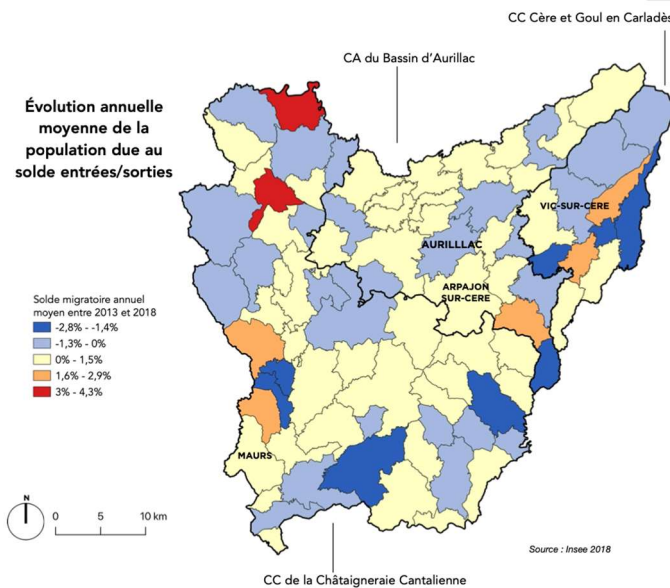 CC Cère et Goul en Carladès
CA du Bassin d'Aurillac
Évolution annuelle
moyenne de la
population due au
solde entrées/sorties
VIC-SUR-CERE
AURILLLAC
ARPAJON
SUR-CERE
Solde migratoire annuel
moyen entre 2013 et 2018
-2,8% - -1,4%
-1,3% - 0%
0% - 1,5%
1,6% - 2,9%
3% - 4,3%
MAURS
N
0 5 10 km
Source : Insee 2018
CC de la Châtaigneraie Cantalienne